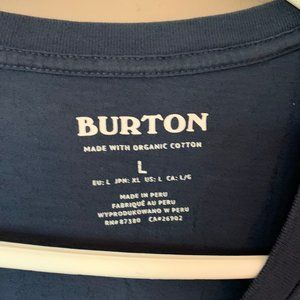 BURTON
MADE WITH ORGANIC COTTON
L
EU: L JPN: XL US: L CA: L/G
MADE IN PERU
FABRIQUÉ AU PERU
WYPRODUKOWANO W PERU
RN#87380 CA#26902